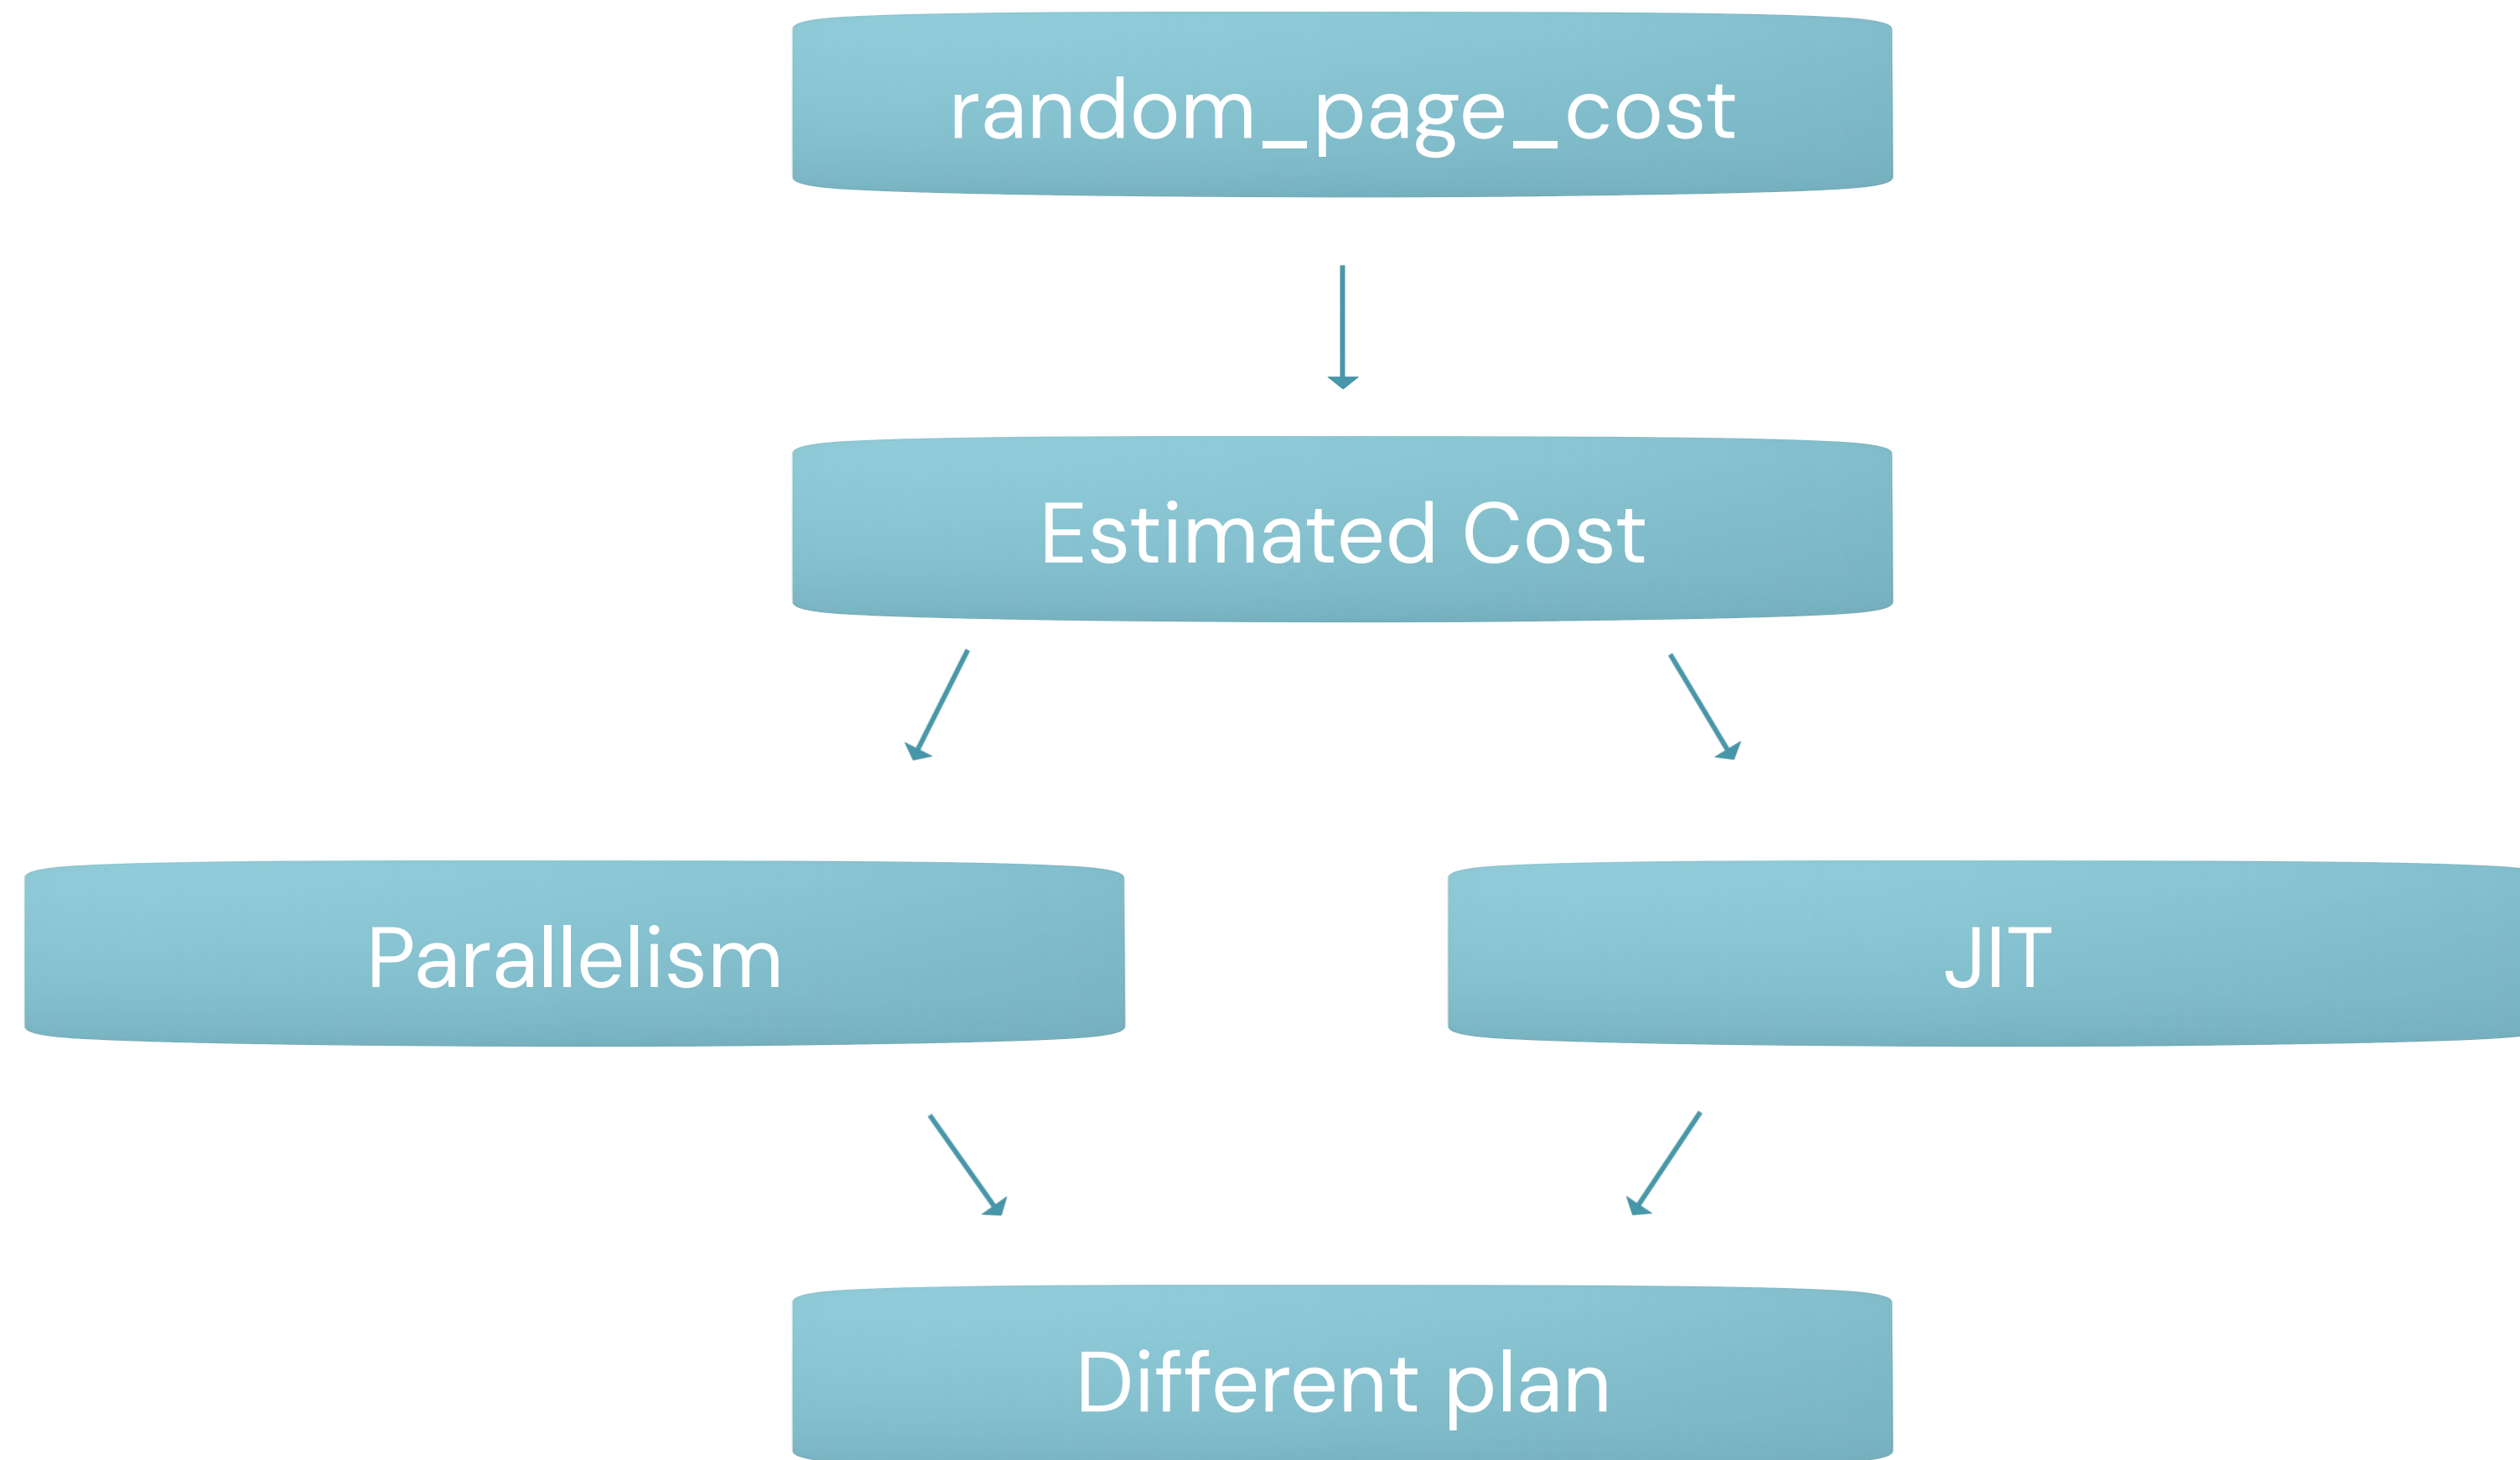 random_page_cost
Estimated Cost
Parallelism
JIT
Different plan